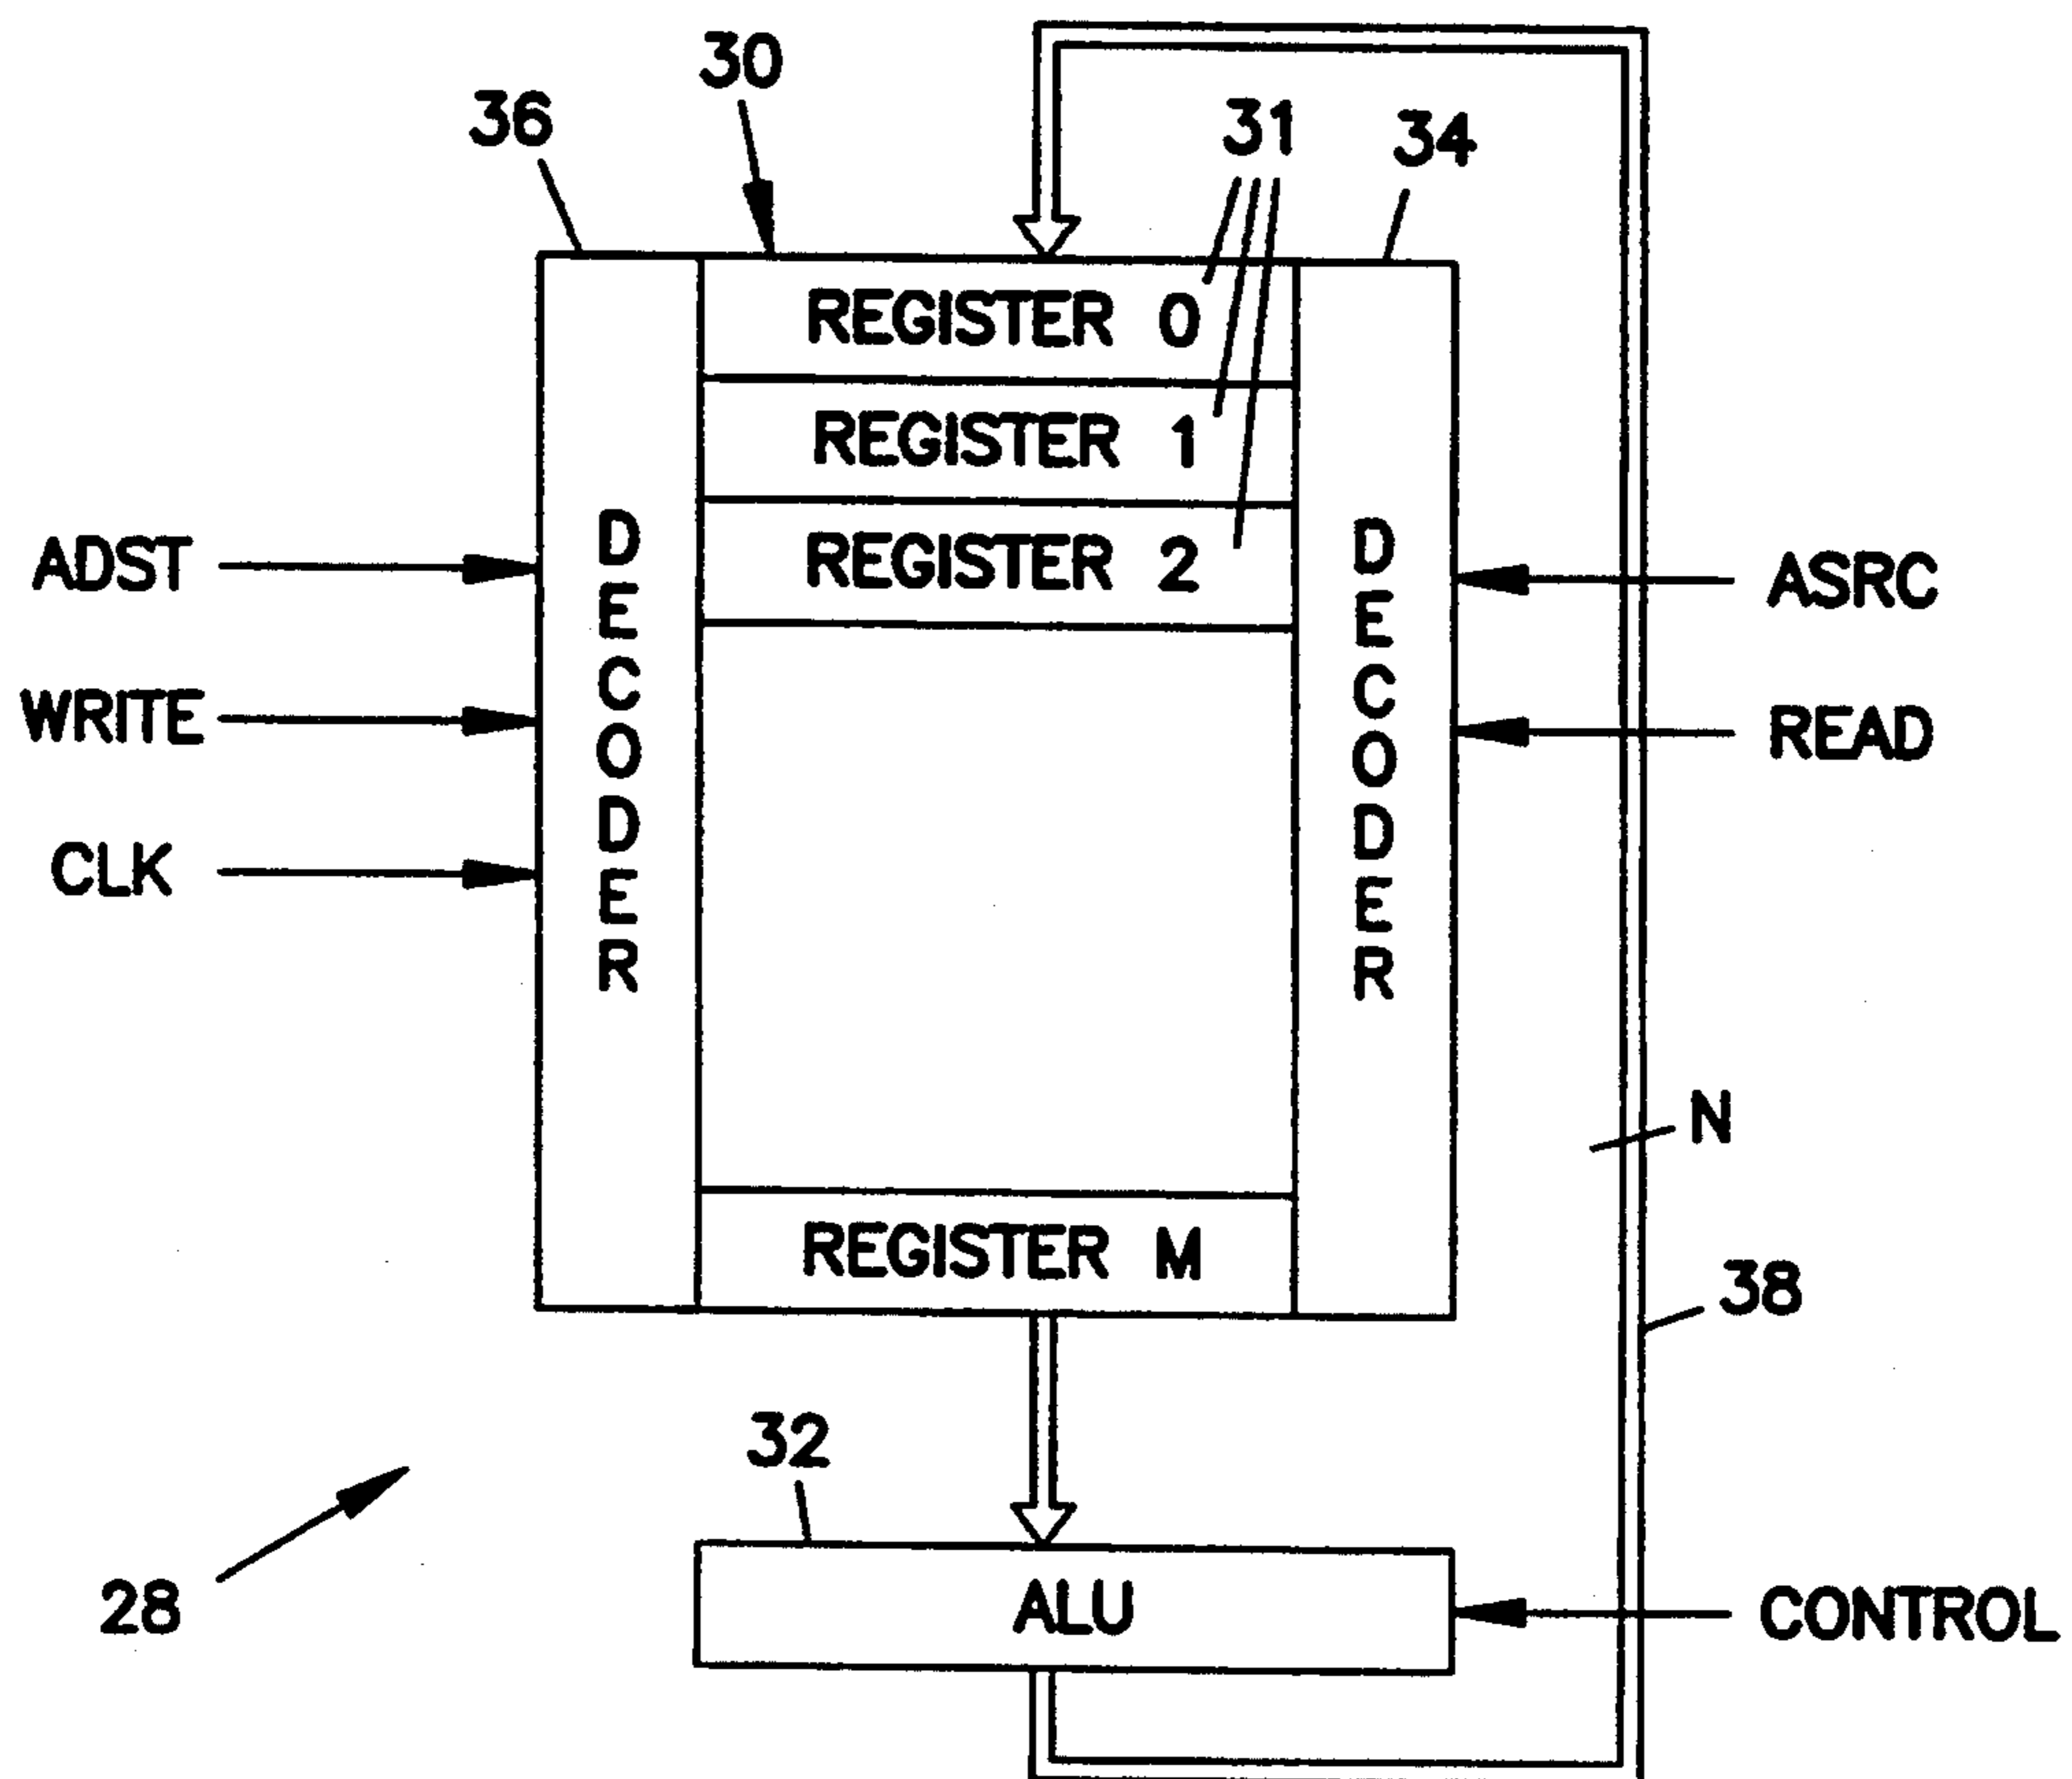 30
36
31
34
REGISTER 0
REGISTER 1
REGISTER 2
DECODER
DECODER
ADST
WRITE
CLK
ASRC
READ
N
REGISTER M
38
32
28
ALU
CONTROL